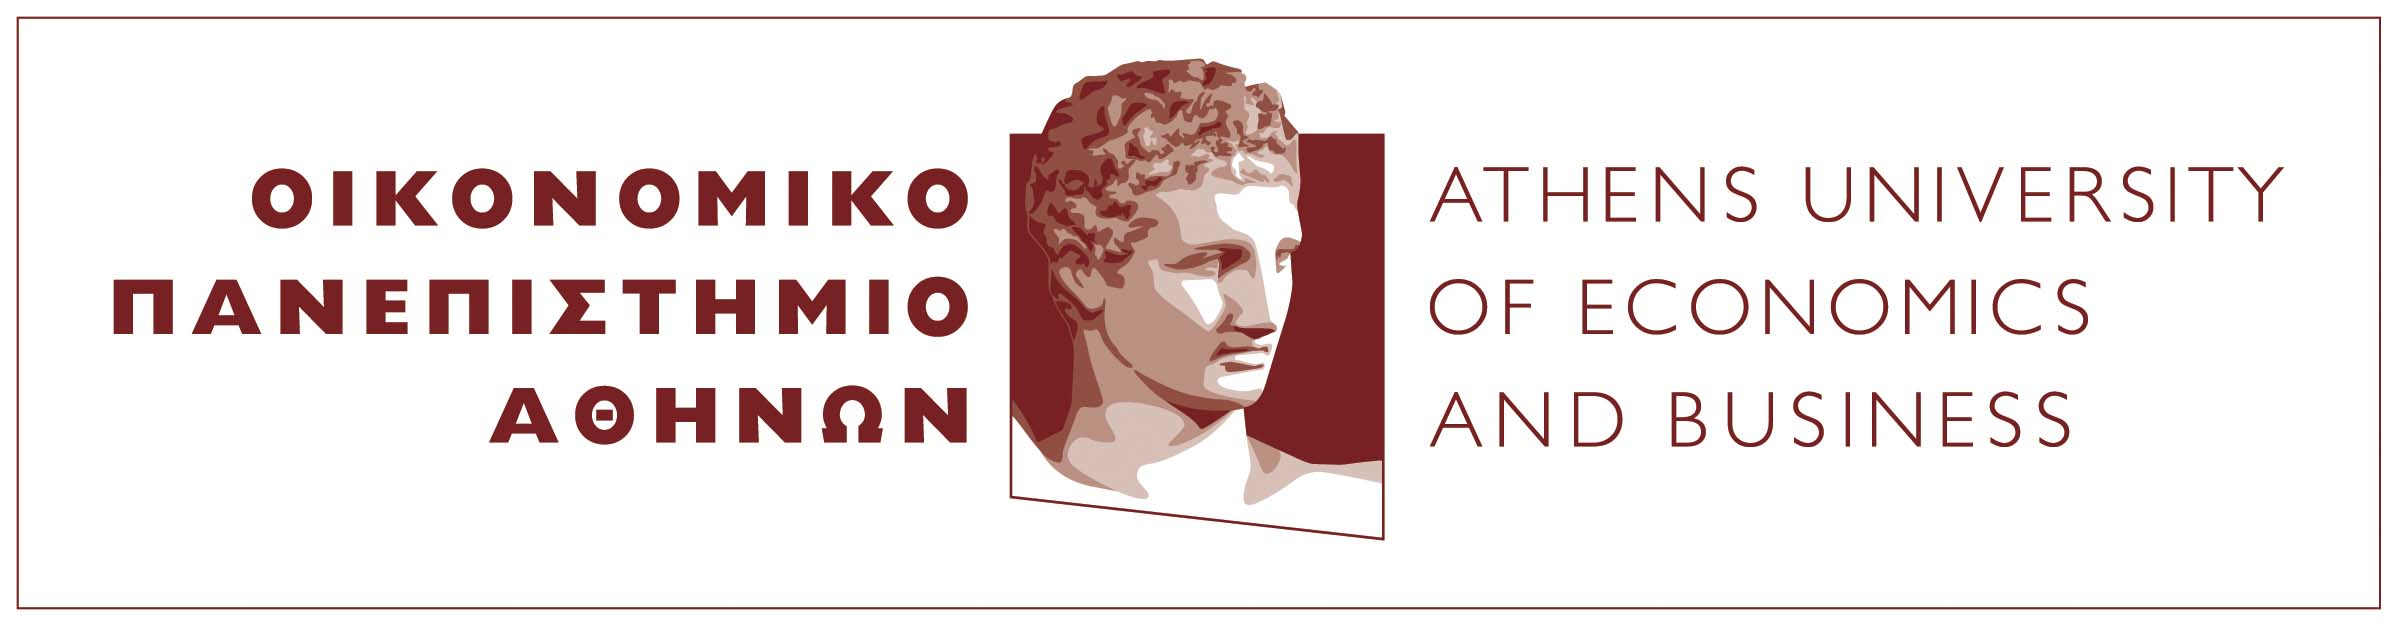 ΟΙΚΟΝΟΜΙΚΟ
ΠΑΝΕΠΙΣΤΗΜΙΟ
ΑΘΗΝΩΝ
ATHENS UNIVERSITY
OF ECONOMICS
AND BUSINESS